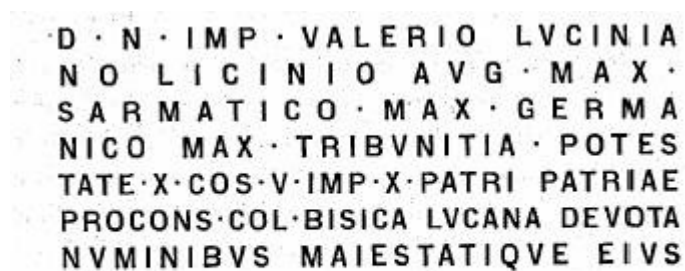 D · N · IMP · VALERIO LVCINIA
NO LICINIO AVG · MAX ·
SARMATICO · MAX · GERMA
NICO MAX · TRIBVNITIA · POTES
TATE · X · COS · V · IMP · X · PATRI PATRIAE
PROCONS · COL · BISICA LVCANA DEVOTA
NVMINIBVS MAIESTATIQVE EIVS